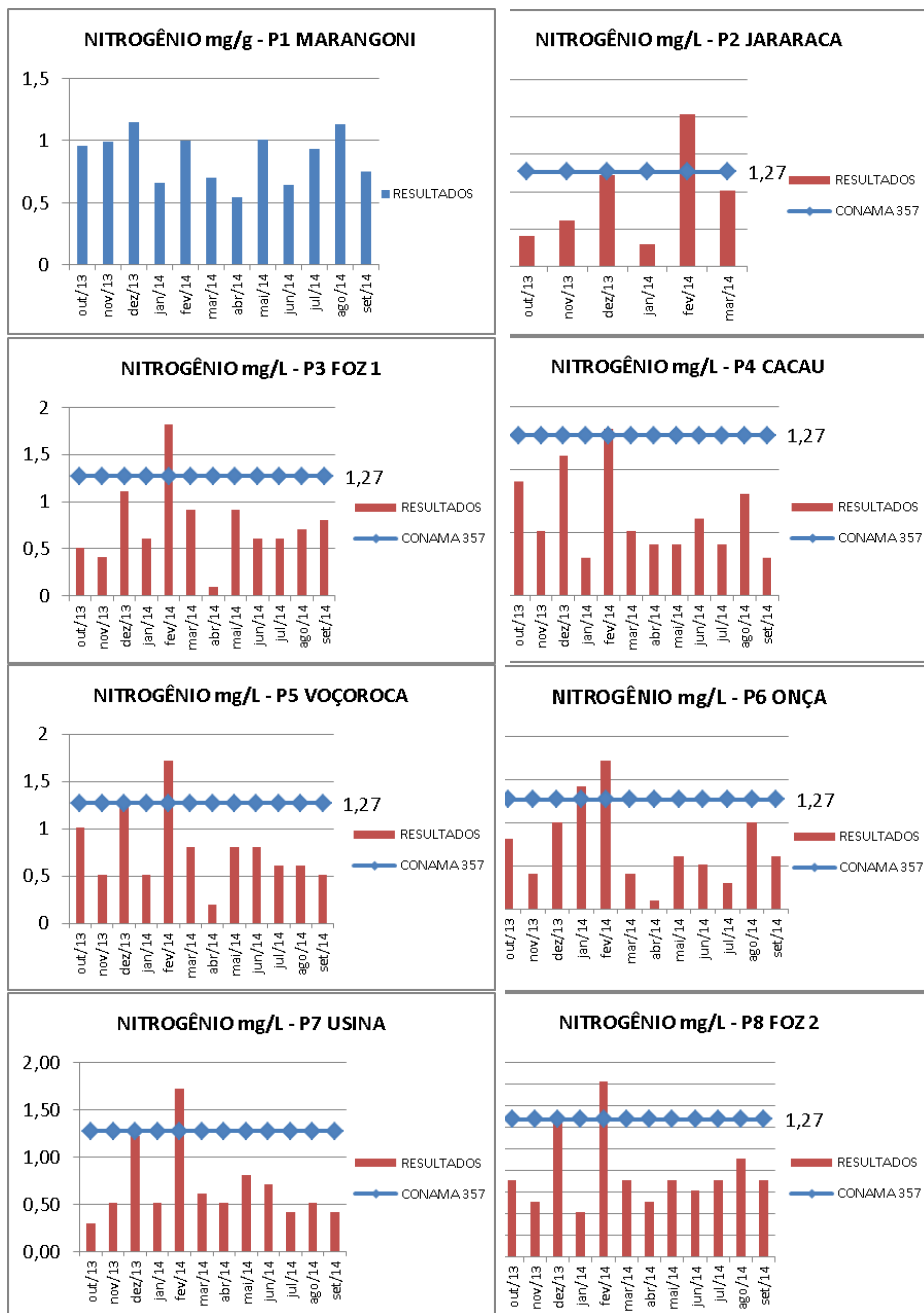 NITROGÊNIO mg/g - P1 MARANGONI
1,5
1
0,5
0
out/13
nov/13
dez/13
jan/14
fev/14
mar/14
abr/14
mai/14
jun/14
jul/14
ago/14
set/14
RESULTADOS
NITROGÊNIO mg/L - P2 JARARACA
1,27
out/13
nov/13
dez/13
jan/14
fev/14
mar/14
RESULTADOS
CONAMA 357
NITROGÊNIO mg/L - P3 FOZ 1
2
1,5
1
0,5
0
1,27
out/13
nov/13
dez/13
jan/14
fev/14
mar/14
abr/14
mai/14
jun/14
jul/14
ago/14
set/14
RESULTADOS
CONAMA 357
NITROGÊNIO mg/L - P4 CACAU
1,27
out/13
nov/13
dez/13
jan/14
fev/14
mar/14
abr/14
mai/14
jun/14
jul/14
ago/14
set/14
RESULTADOS
CONAMA 357
NITROGÊNIO mg/L - P5 VOÇOROCA
2
1,5
1
0,5
0
1,27
out/13
nov/13
dez/13
jan/14
fev/14
mar/14
abr/14
mai/14
jun/14
jul/14
ago/14
set/14
RESULTADOS
CONAMA 357
NITROGÊNIO mg/L - P6 ONÇA
1,27
out/13
nov/13
dez/13
jan/14
fev/14
mar/14
abr/14
mai/14
jun/14
jul/14
ago/14
set/14
RESULTADOS
CONAMA 357
NITROGÊNIO mg/L - P7 USINA
2,00
1,50
1,00
0,50
0,00
out/13
nov/13
dez/13
jan/14
fev/14
mar/14
abr/14
mai/14
jun/14
jul/14
ago/14
set/14
RESULTADOS
CONAMA 357
NITROGÊNIO mg/L - P8 FOZ 2
1,27
out/13
nov/13
dez/13
jan/14
fev/14
mar/14
abr/14
mai/14
jun/14
jul/14
ago/14
set/14
RESULTADOS
CONAMA 357